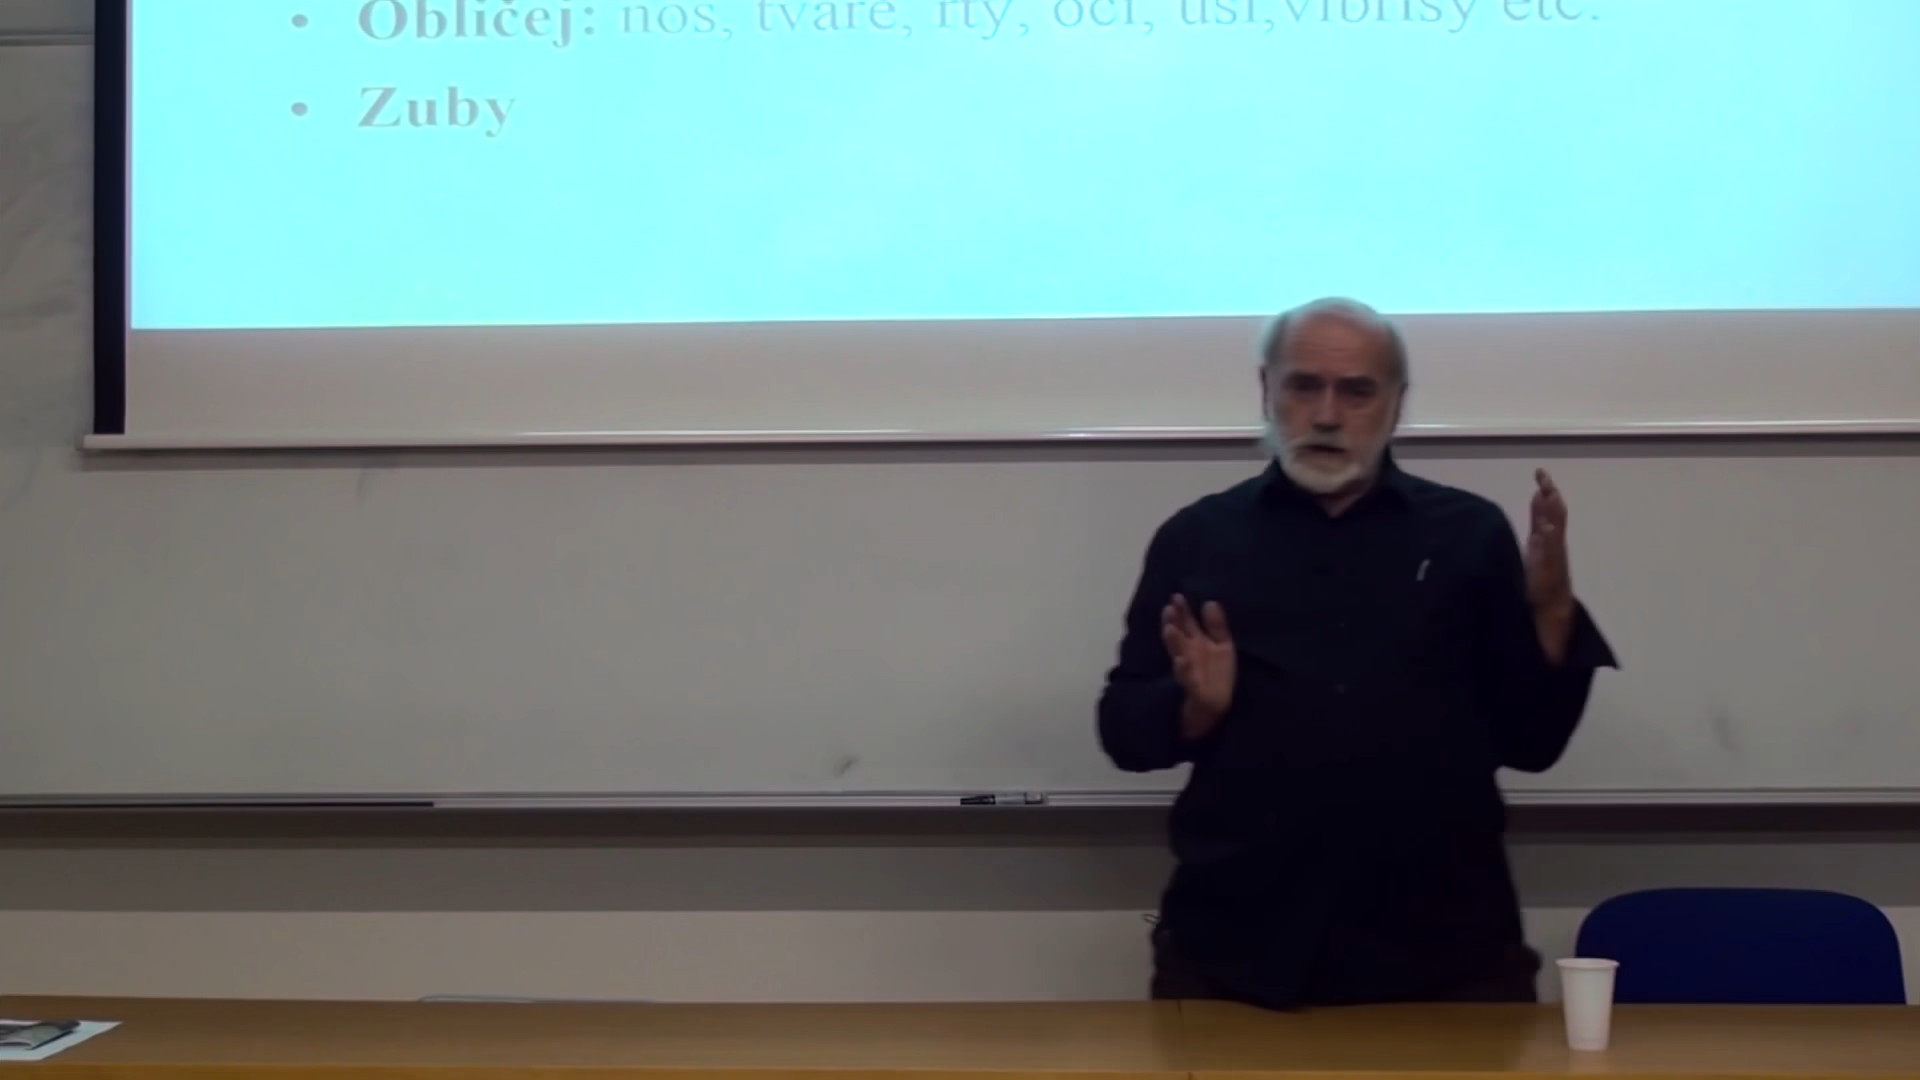 • Obličej: nos, tváře, rty, oči, uši,vibrisy etc.
• Zuby